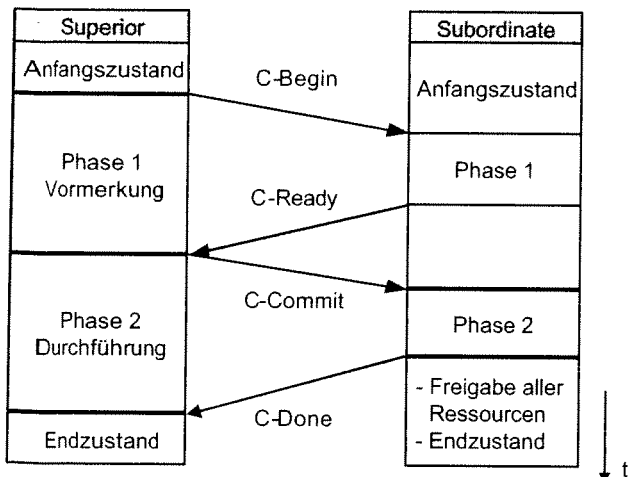 Superior
Anfangszustand
Phase 1
Vormerkung
Phase 2
Durchführung
Endzustand
C-Begin
C-Ready
C-Commit
C-Done
Subordinate
Anfangszustand
Phase 1
Phase 2
- Freigabe aller
Ressourcen
- Endzustand
t